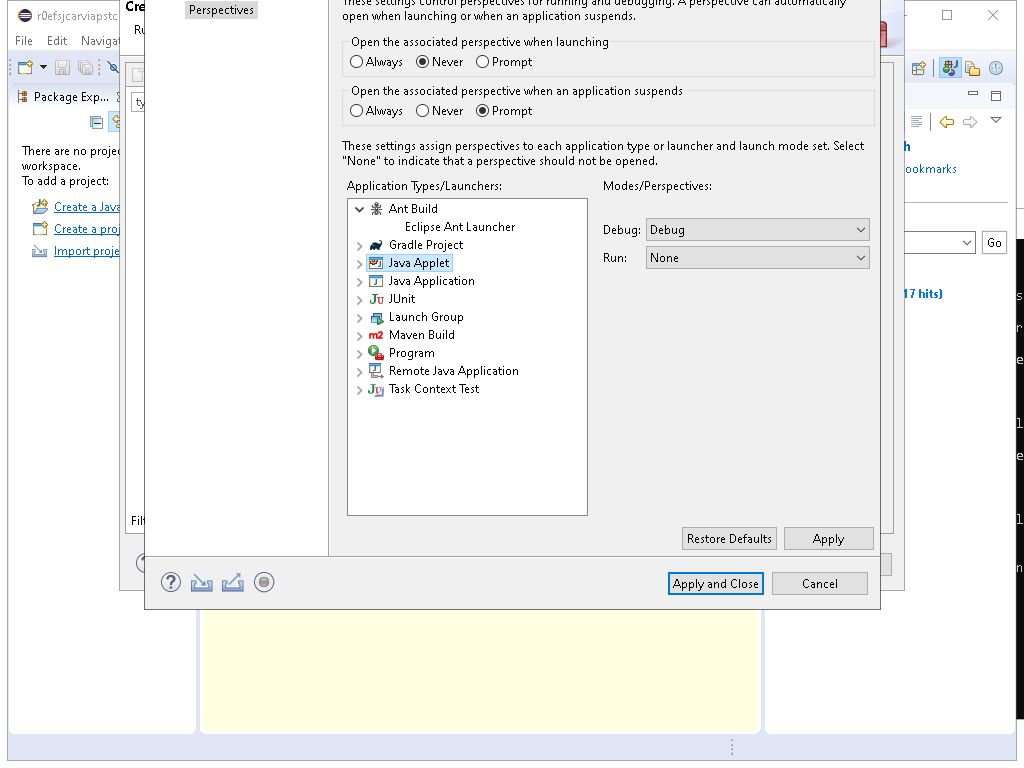 r0efsjcarviapstc
Cre
Perspectives
These settings control perspectives for running and debugging. A perspective can automatically
open when launching or when an application suspends.
File Edit Navigat
Ru
Open the associated perspective when launching
Always Never Prompt
Package Exp...
Open the associated perspective when an application suspends
Always Never Prompt
ty
There are no proje
workspace.
To add a project:
Create a Java
Create a proj
Import proje
These settings assign perspectives to each application type or launcher and launch mode set. Select
"None" to indicate that a perspective should not be opened.
Application Types/Launchers:
Modes/Perspectives:
Ant Build
Eclipse Ant Launcher
Gradle Project
Java Applet
Java Application
JUnit
Launch Group
Maven Build
Program
Remote Java Application
Task Context Test
Debug: Debug
Run: None
h
ookmarks
Go
17 hits)
s
r
e
l
e
l
n
Filt
Restore Defaults Apply
Apply and Close Cancel